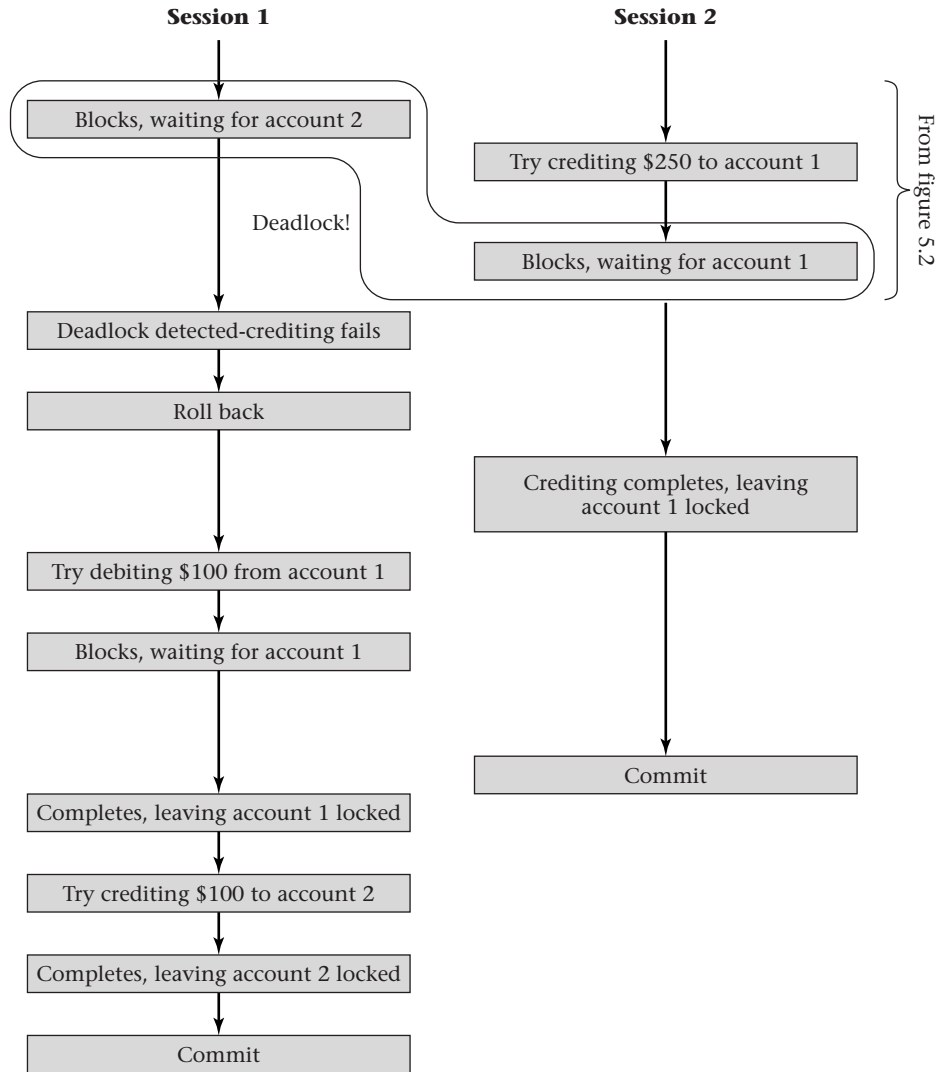 Session 1
Session 2
Blocks, waiting for account 2
Try crediting $250 to account 1
From figure 5.2
Deadlock!
Blocks, waiting for account 1
Deadlock detected-crediting fails
Roll back
Crediting completes, leaving
account 1 locked
Try debiting $100 from account 1
Blocks, waiting for account 1
Commit
Completes, leaving account 1 locked
Try crediting $100 to account 2
Completes, leaving account 2 locked
Commit